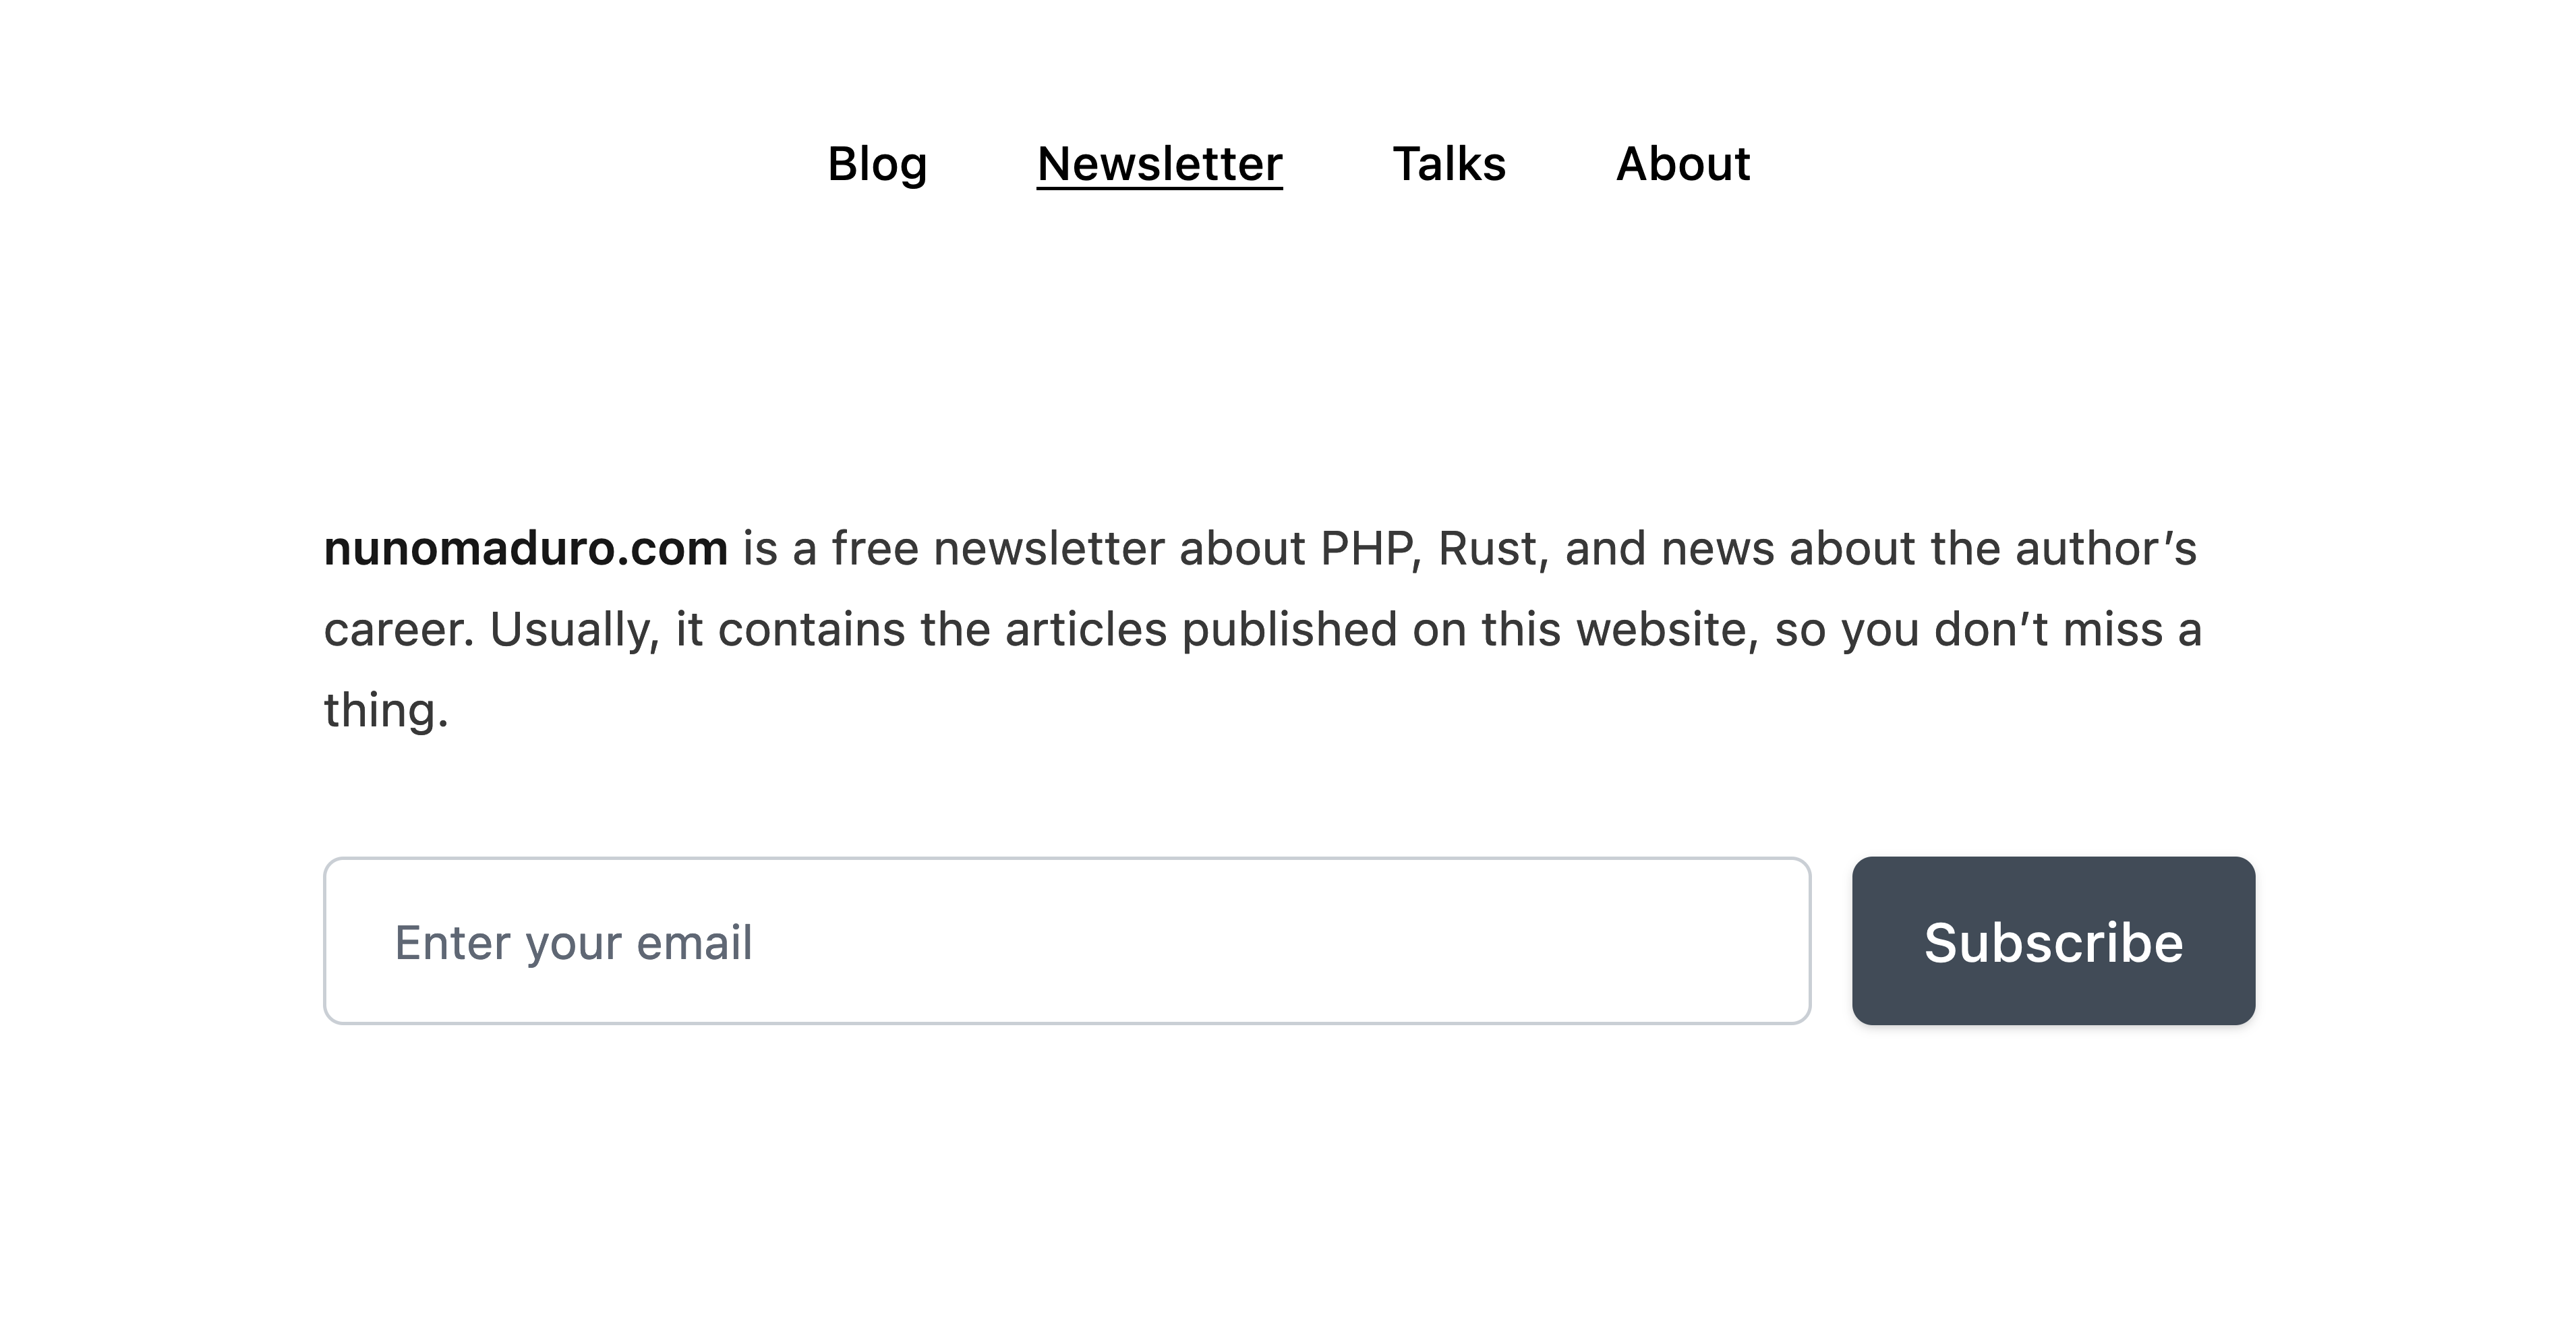 Blog Newsletter Talks About
nunomaduro.com is a free newsletter about PHP, Rust, and news about the author’s
career. Usually, it contains the articles published on this website, so you don’t miss a
thing.
Enter your email
Subscribe